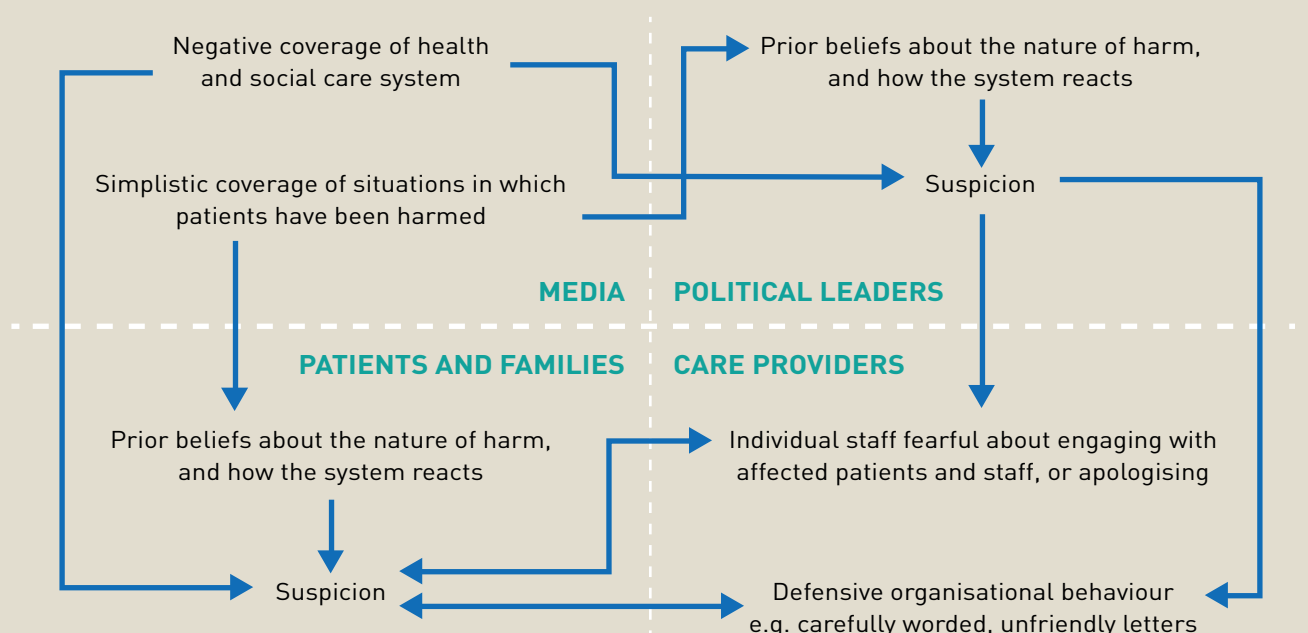 Negative coverage of health
and social care system
Prior beliefs about the nature of harm,
and how the system reacts
Simplistic coverage of situations in which
patients have been harmed
Suspicion
MEDIA
POLITICAL LEADERS
PATIENTS AND FAMILIES
CARE PROVIDERS
Prior beliefs about the nature of harm,
and how the system reacts
Individual staff fearful about engaging with
affected patients and staff, or apologising
Suspicion
Defensive organisational behaviour
e.g. carefully worded, unfriendly letters